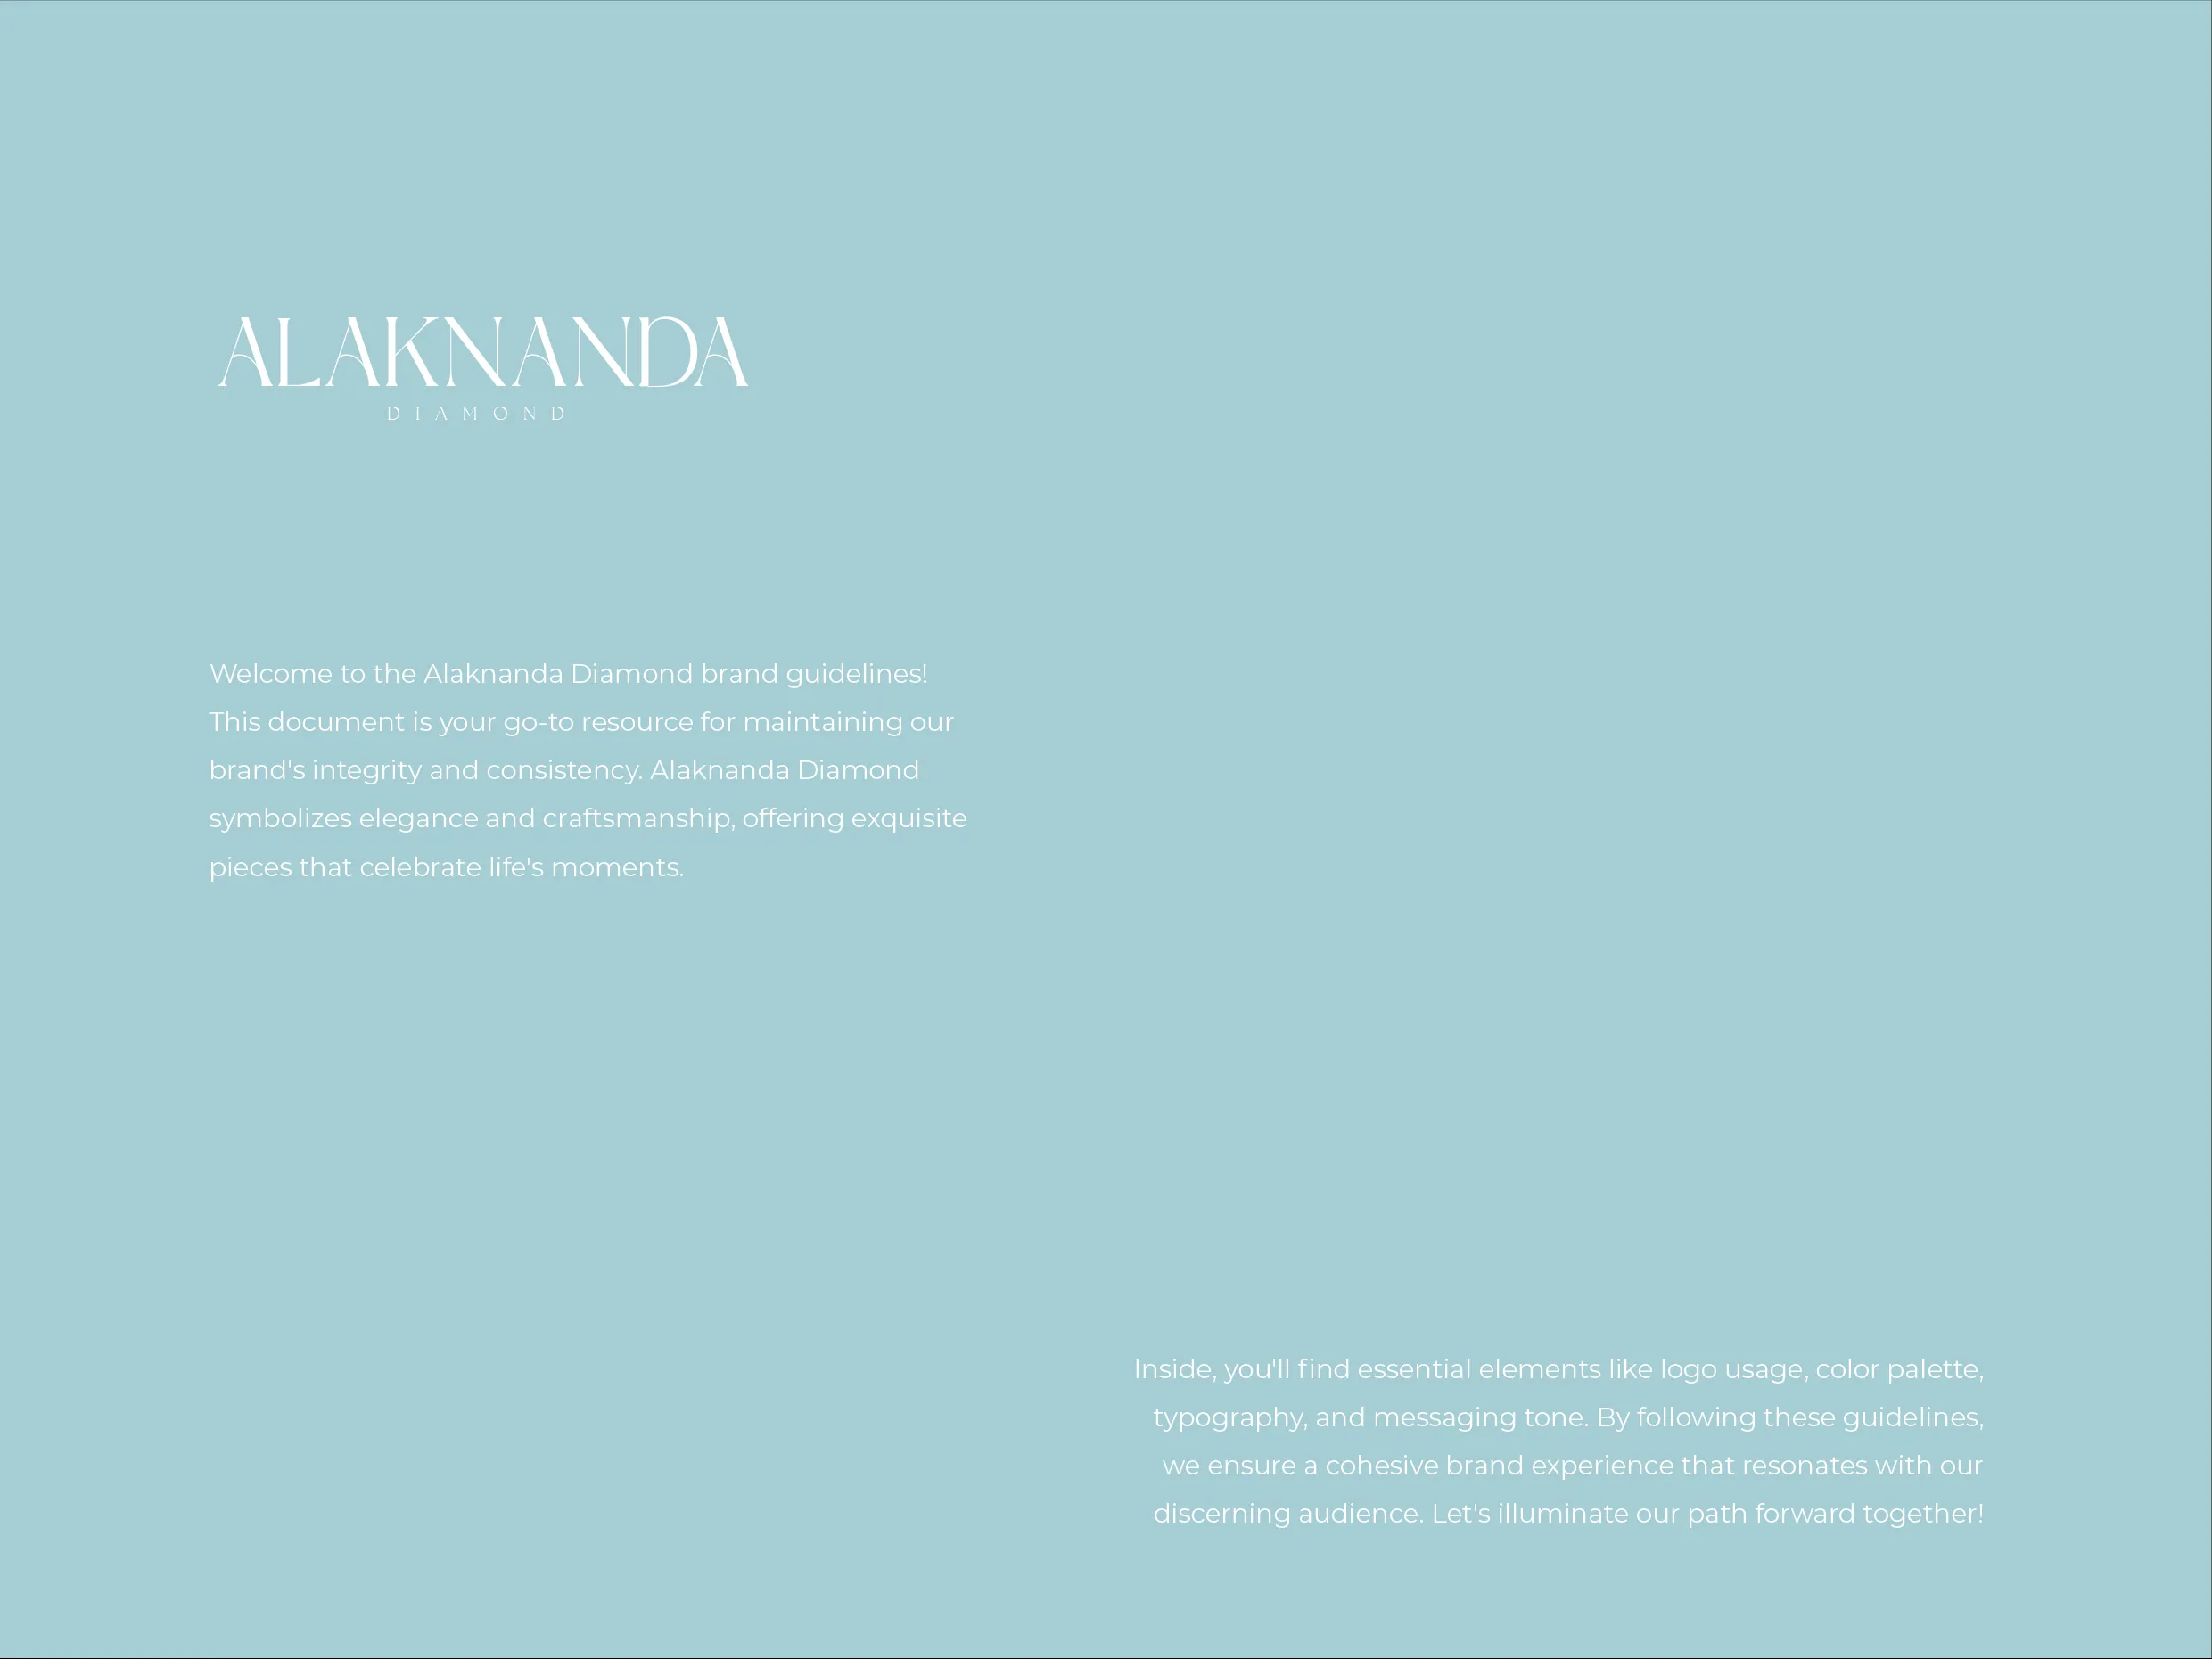 ALAKNANDA
DIAMOND
Welcome to the Alaknanda Diamond brand guidelines!
This document is your go-to resource for maintaining our
brand's integrity and consistency. Alaknanda Diamond
symbolizes elegance and craftsmanship, offering exquisite
pieces that celebrate life's moments.
Inside, you'll find essential elements like logo usage, color palette,
typography, and messaging tone. By following these guidelines,
we ensure a cohesive brand experience that resonates with our
discerning audience. Let's illuminate our path forward together!